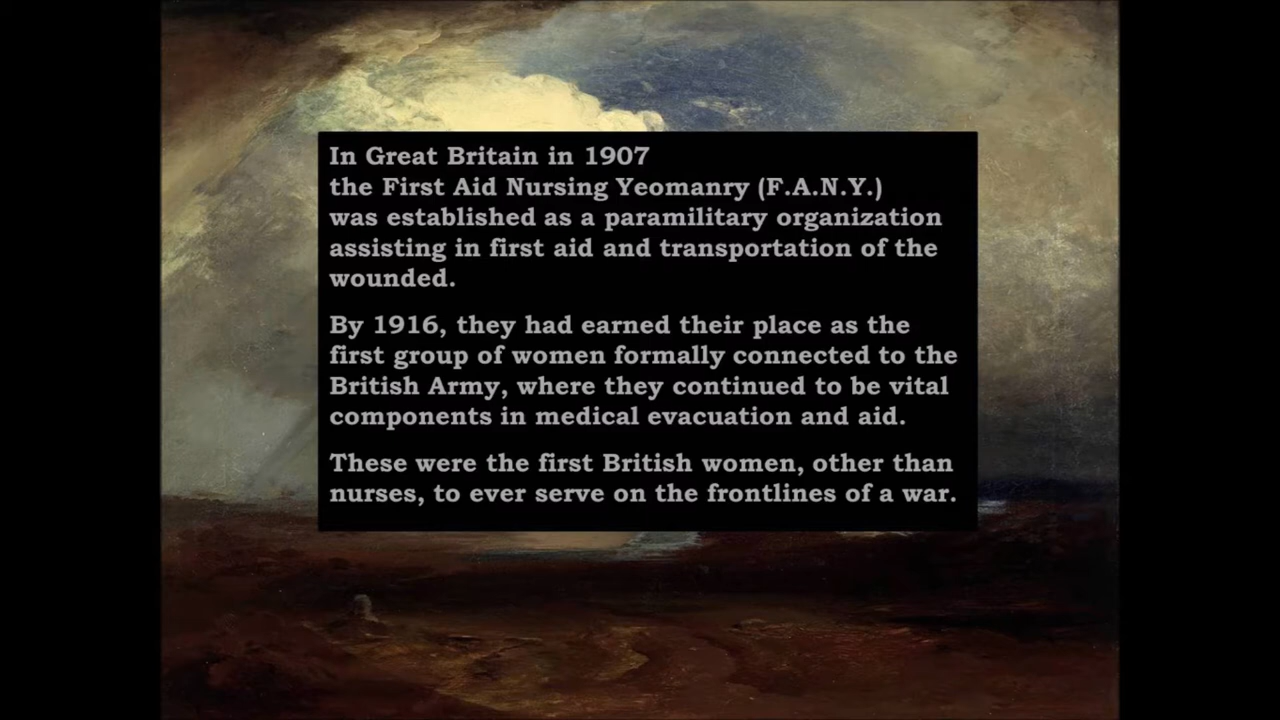 In Great Britain in 1907
the First Aid Nursing Yeomanry (F.A.N.Y.)
was established as a paramilitary organization
assisting in first aid and transportation of the
wounded.
By 1916, they had earned their place as the
first group of women formally connected to the
British Army, where they continued to be vital
components in medical evacuation and aid.
These were the first British women, other than
nurses, to ever serve on the frontlines of a war.